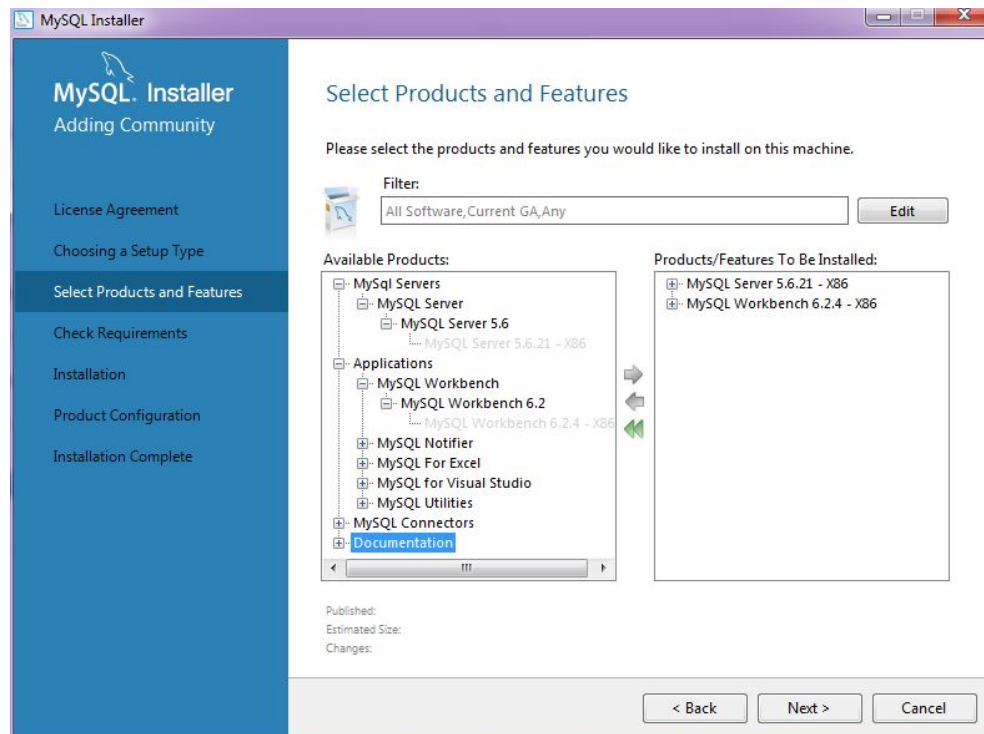 MySQL Installer
MySQL. Installer
Adding Community
License Agreement
Choosing a Setup Type
Select Products and Features
Check Requirements
Installation
Product Configuration
Installation Complete
Select Products and Features
Please select the products and features you would like to install on this machine.
Filter:
All Software,Current GA,Any
Edit
Available Products:
MySql Servers
MySQL Server
MySQL Server 5.6
MySQL Server 5.6.21 - X86
Applications
MySQL Workbench
MySQL Workbench 6.2
MySQL Workbench 6.2.4 - X86
MySQL Notifier
MySQL For Excel
MySQL for Visual Studio
MySQL Utilities
MySQL Connectors
Documentation
Products/Features To Be Installed:
MySQL Server 5.6.21 - X86
MySQL Workbench 6.2.4 - X86
Published:
Estimated Size:
Changes:
< Back
Next >
Cancel